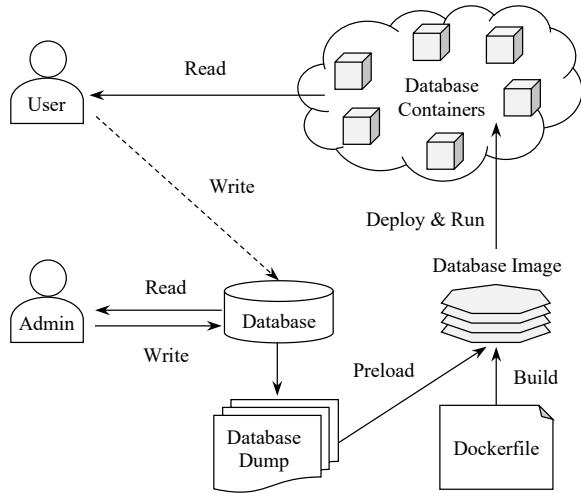 Read
Database
Containers
User
Write
Deploy & Run
Database Image
Read
Admin
Database
Write
Preload
Build
Database
Dump
Dockerfile